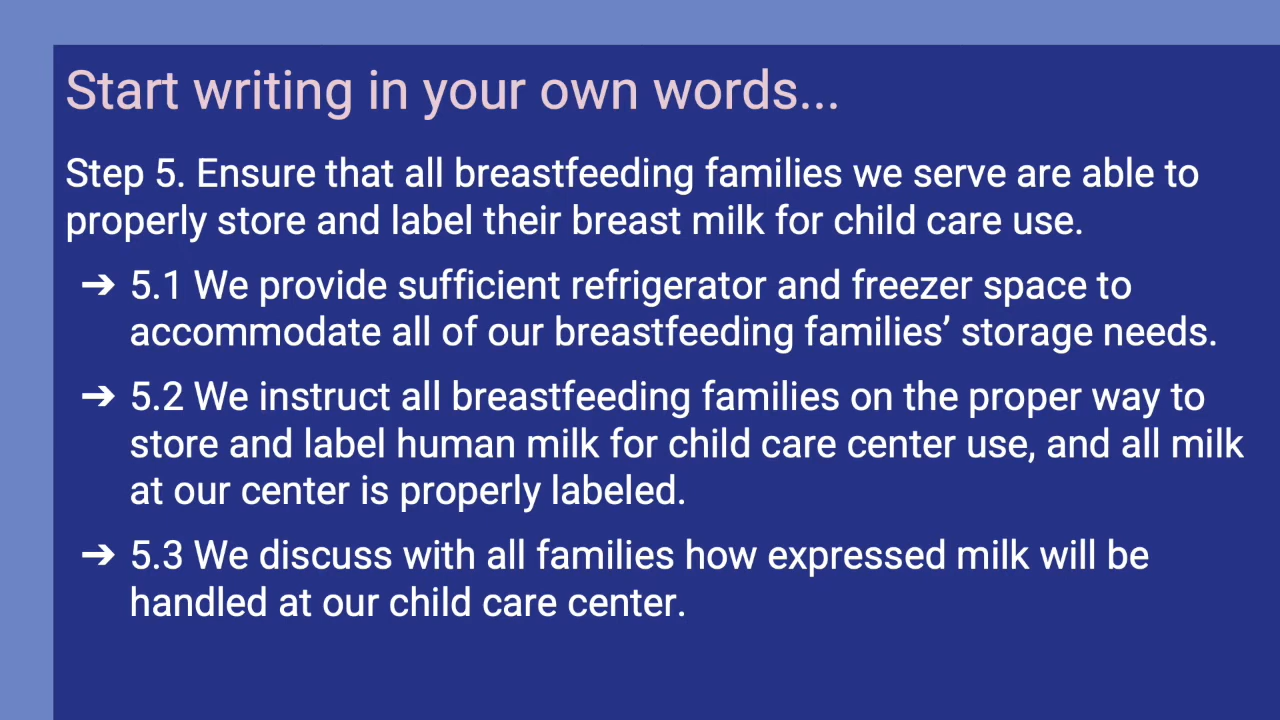 Start writing in your own words...
Step 5. Ensure that all breastfeeding families we serve are able to
properly store and label their breast milk for child care use.
➔ 5.1 We provide sufficient refrigerator and freezer space to
accommodate all of our breastfeeding families’ storage needs.
➔ 5.2 We instruct all breastfeeding families on the proper way to
store and label human milk for child care center use, and all milk
at our center is properly labeled.
➔ 5.3 We discuss with all families how expressed milk will be
handled at our child care center.